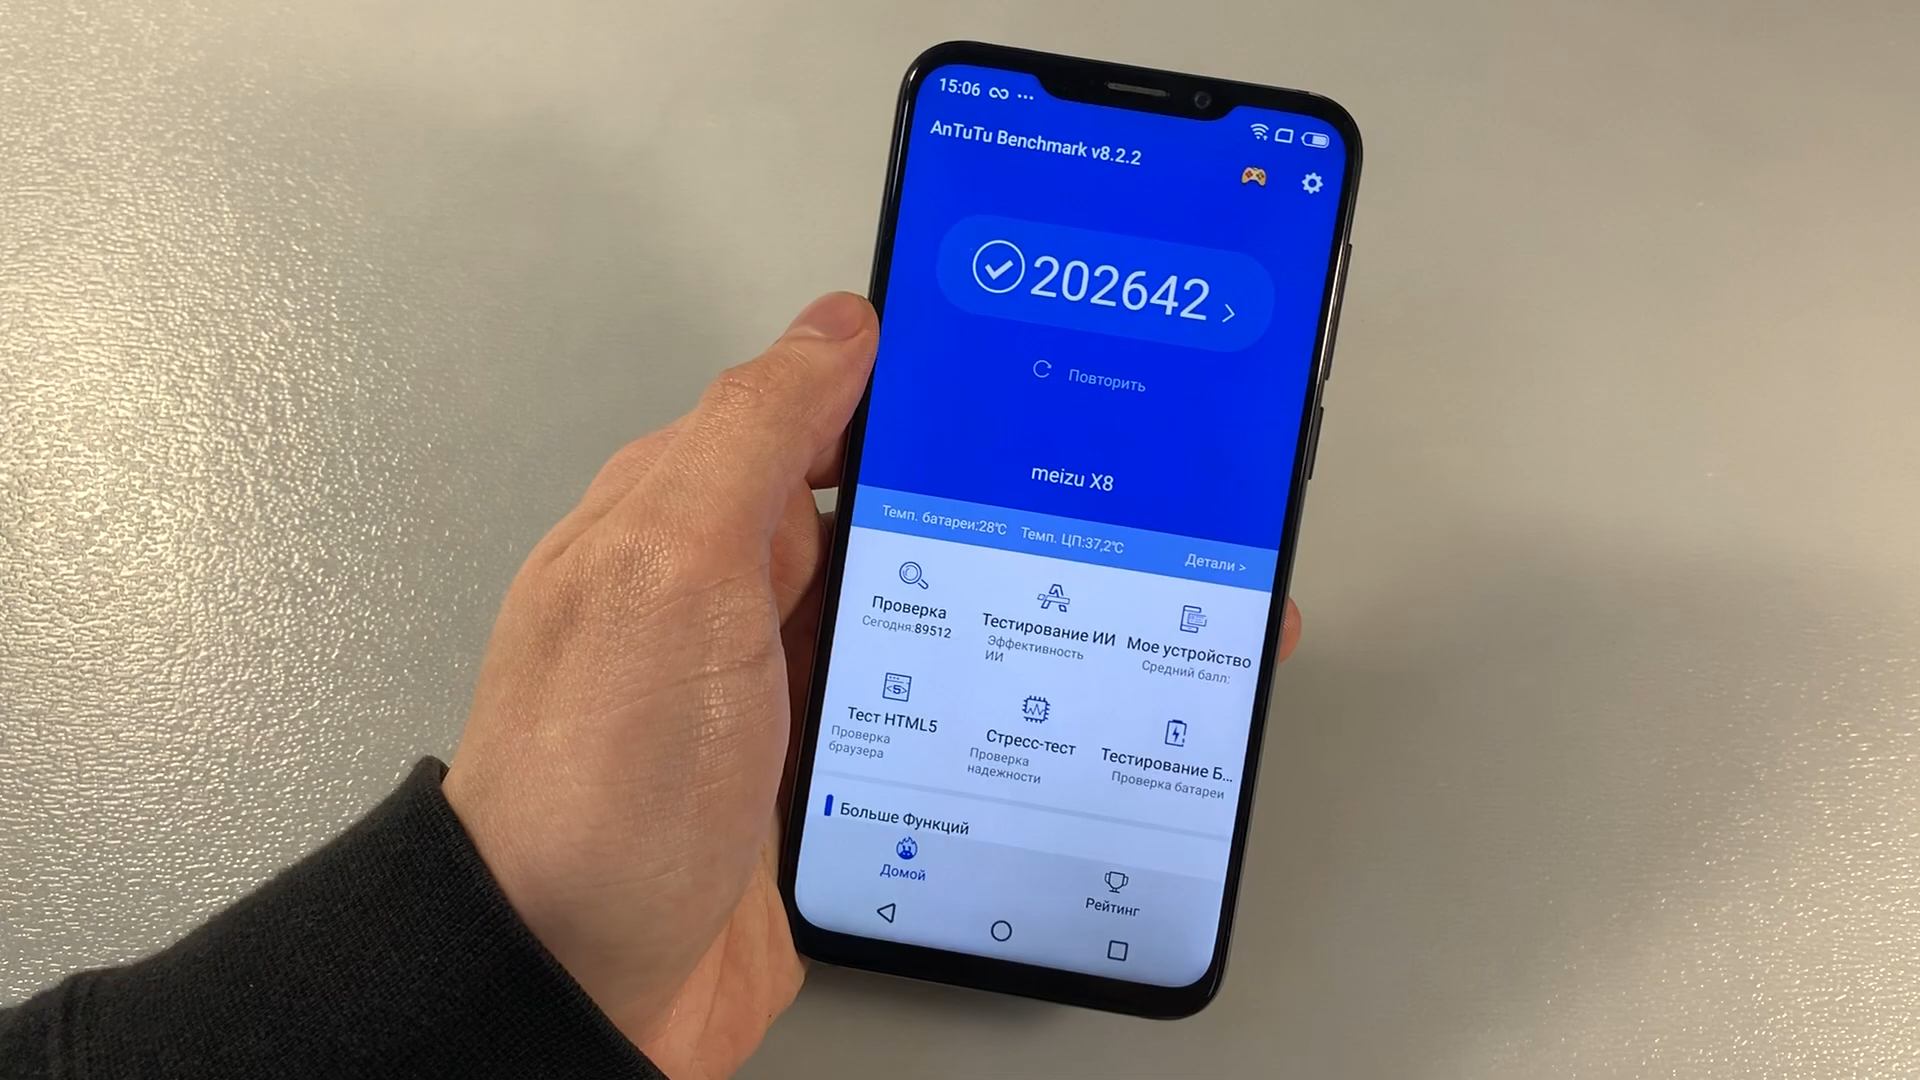 15:06 ∞ ...
AnTuTu Benchmark v8.2.2
202642 >
Повторить
meizu X8
Темп. батареи:28℃ Темп. ЦП:37,2℃ Детали >
Проверка
Сегодня:89512
Тестирование ИИ
Эффективность
ИИ
Мое устройство
Средний балл:
5
Тест HTML5
Проверка
браузера
Стресс-тест
Проверка
надежности
Тестирование Б...
Проверка батареи
Больше Функций
Домой
Рейтинг